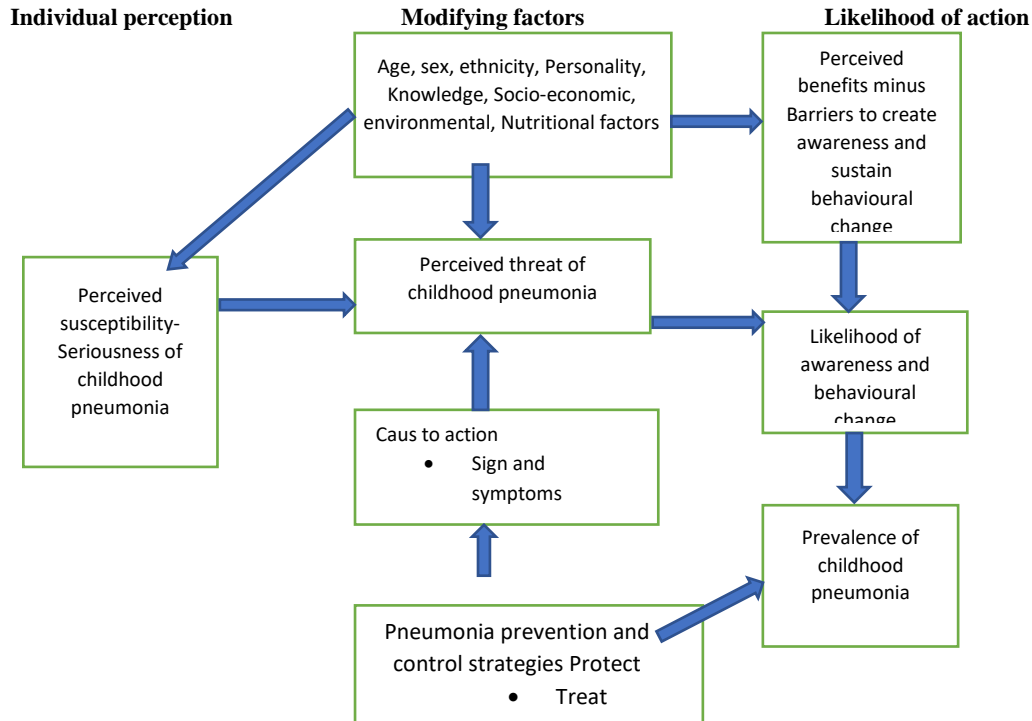 Individual perception
Modifying factors
Likelihood of action
Age, sex, ethnicity, Personality,
Knowledge, Socio-economic,
environmental, Nutritional factors
Perceived
benefits minus
Barriers to create
awareness and
sustain
behavioural
change
Perceived
susceptibility-
Seriousness of
childhood
pneumonia
Perceived threat of
childhood pneumonia
Likelihood of
awareness and
behavioural
change
Caus to action
• Sign and
symptoms
Prevalence of
childhood
pneumonia
Pneumonia prevention and
control strategies Protect
• Treat